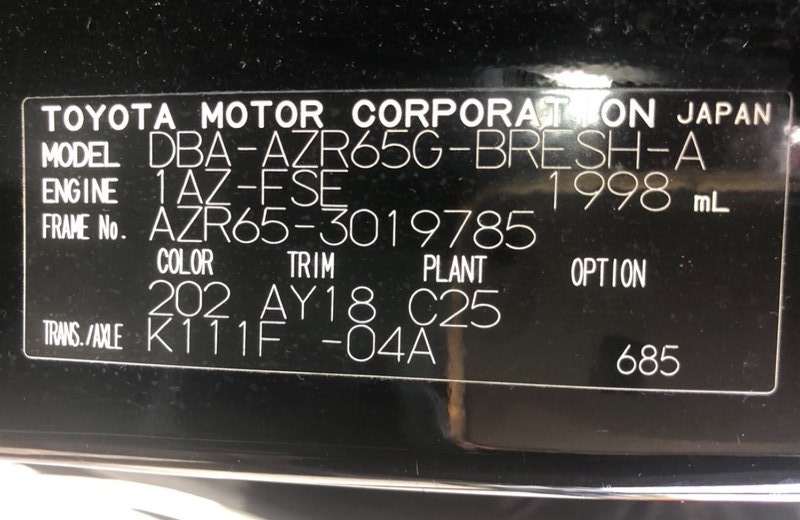 TOYOTA MOTOR CORPORATION JAPAN
MODEL DBA-AZR65G-BRESH-A
ENGINE 1AZ-FSE 1998 mL
FRAME No. AZR65-3019785
COLOR TRIM PLANT OPTION
202 AY18 C25
TRANS./AXLE K111F -04A 685